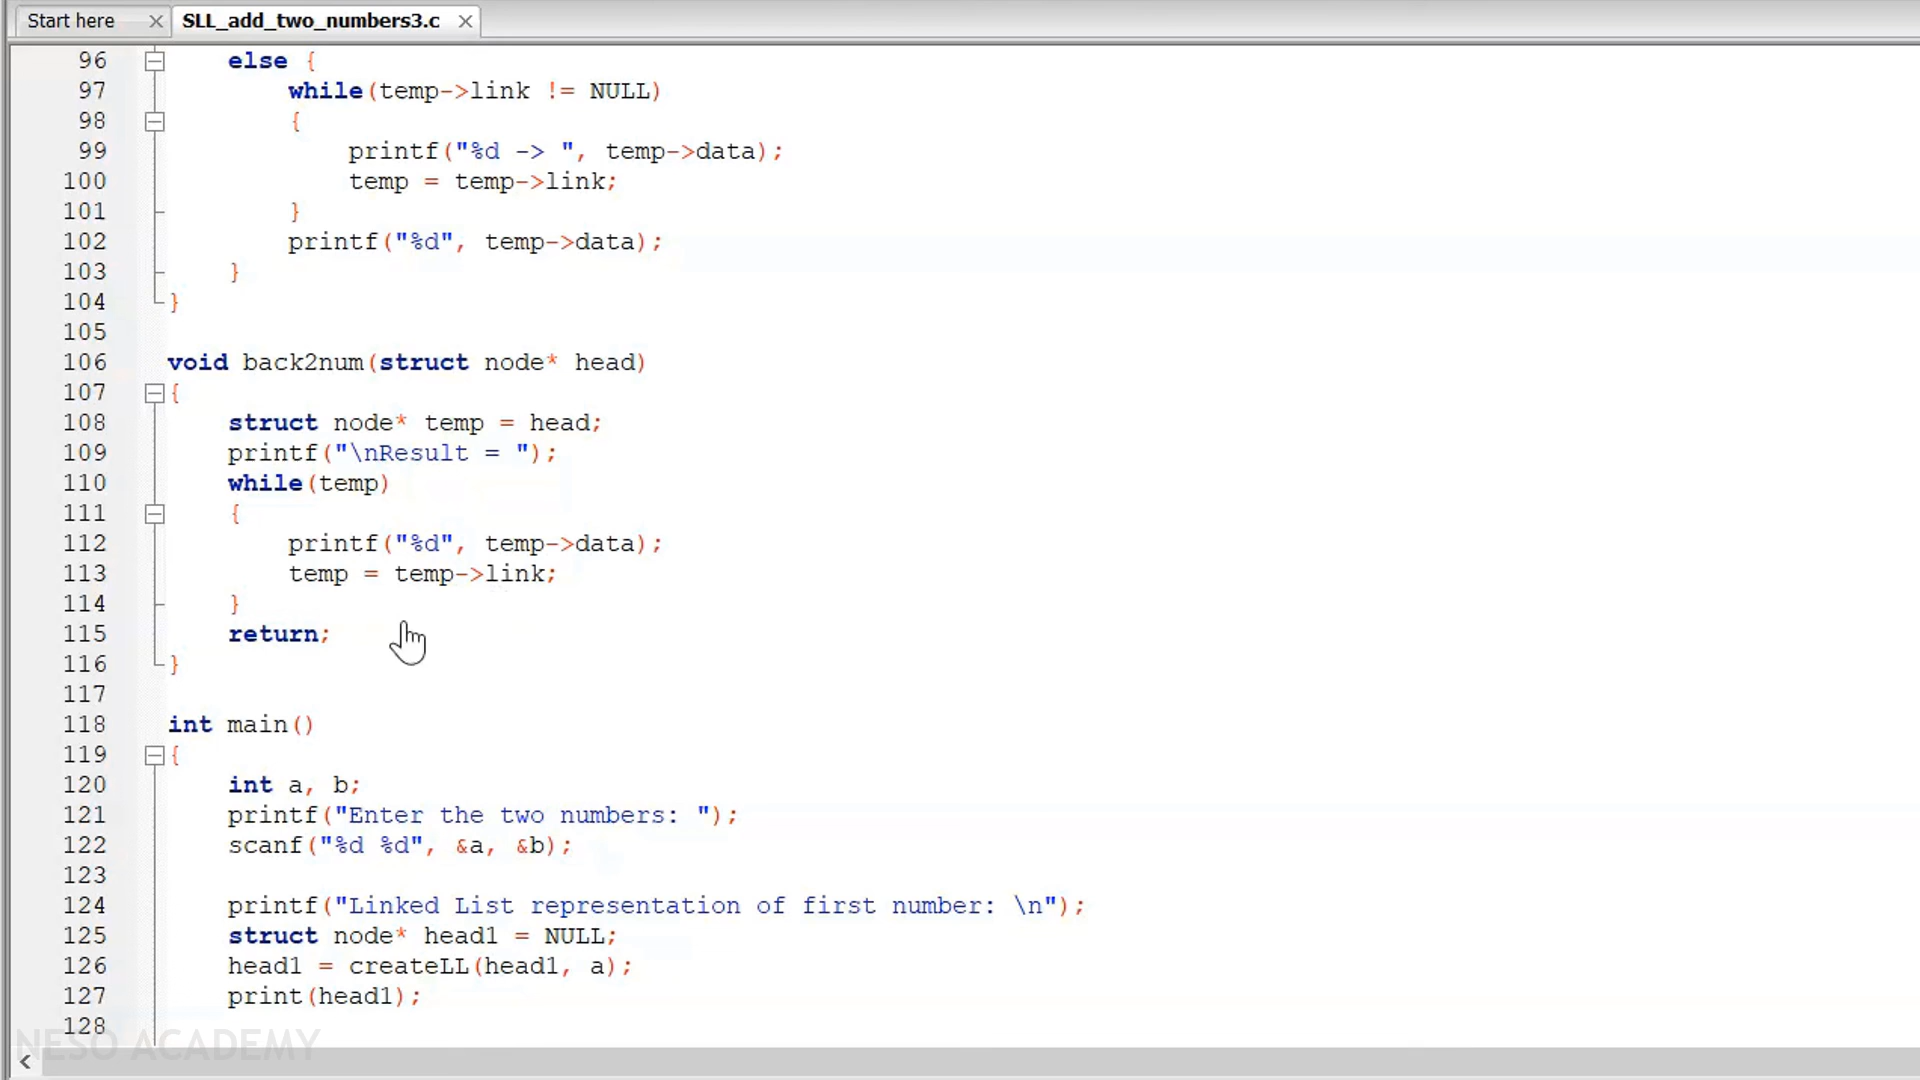 Start here
SLL_add_two_numbers3.c
96 else {
97 while(temp->link != NULL)
98 {
99 printf("%d -> ", temp->data);
100 temp = temp->link;
101 }
102 printf("%d", temp->data);
103 }
104 }
105
106 void back2num(struct node* head)
107 {
108 struct node* temp = head;
109 printf("\nResult = ");
110 while(temp)
111 {
112 printf("%d", temp->data);
113 temp = temp->link;
114 }
115 return;
116 }
117
118 int main()
119 {
120 int a, b;
121 printf("Enter the two numbers: ");
122 scanf("%d %d", &a, &b);
123
124 printf("Linked List representation of first number: \n");
125 struct node* head1 = NULL;
126 head1 = createLL(head1, a);
127 print(head1);
128
NESO ACADEMY